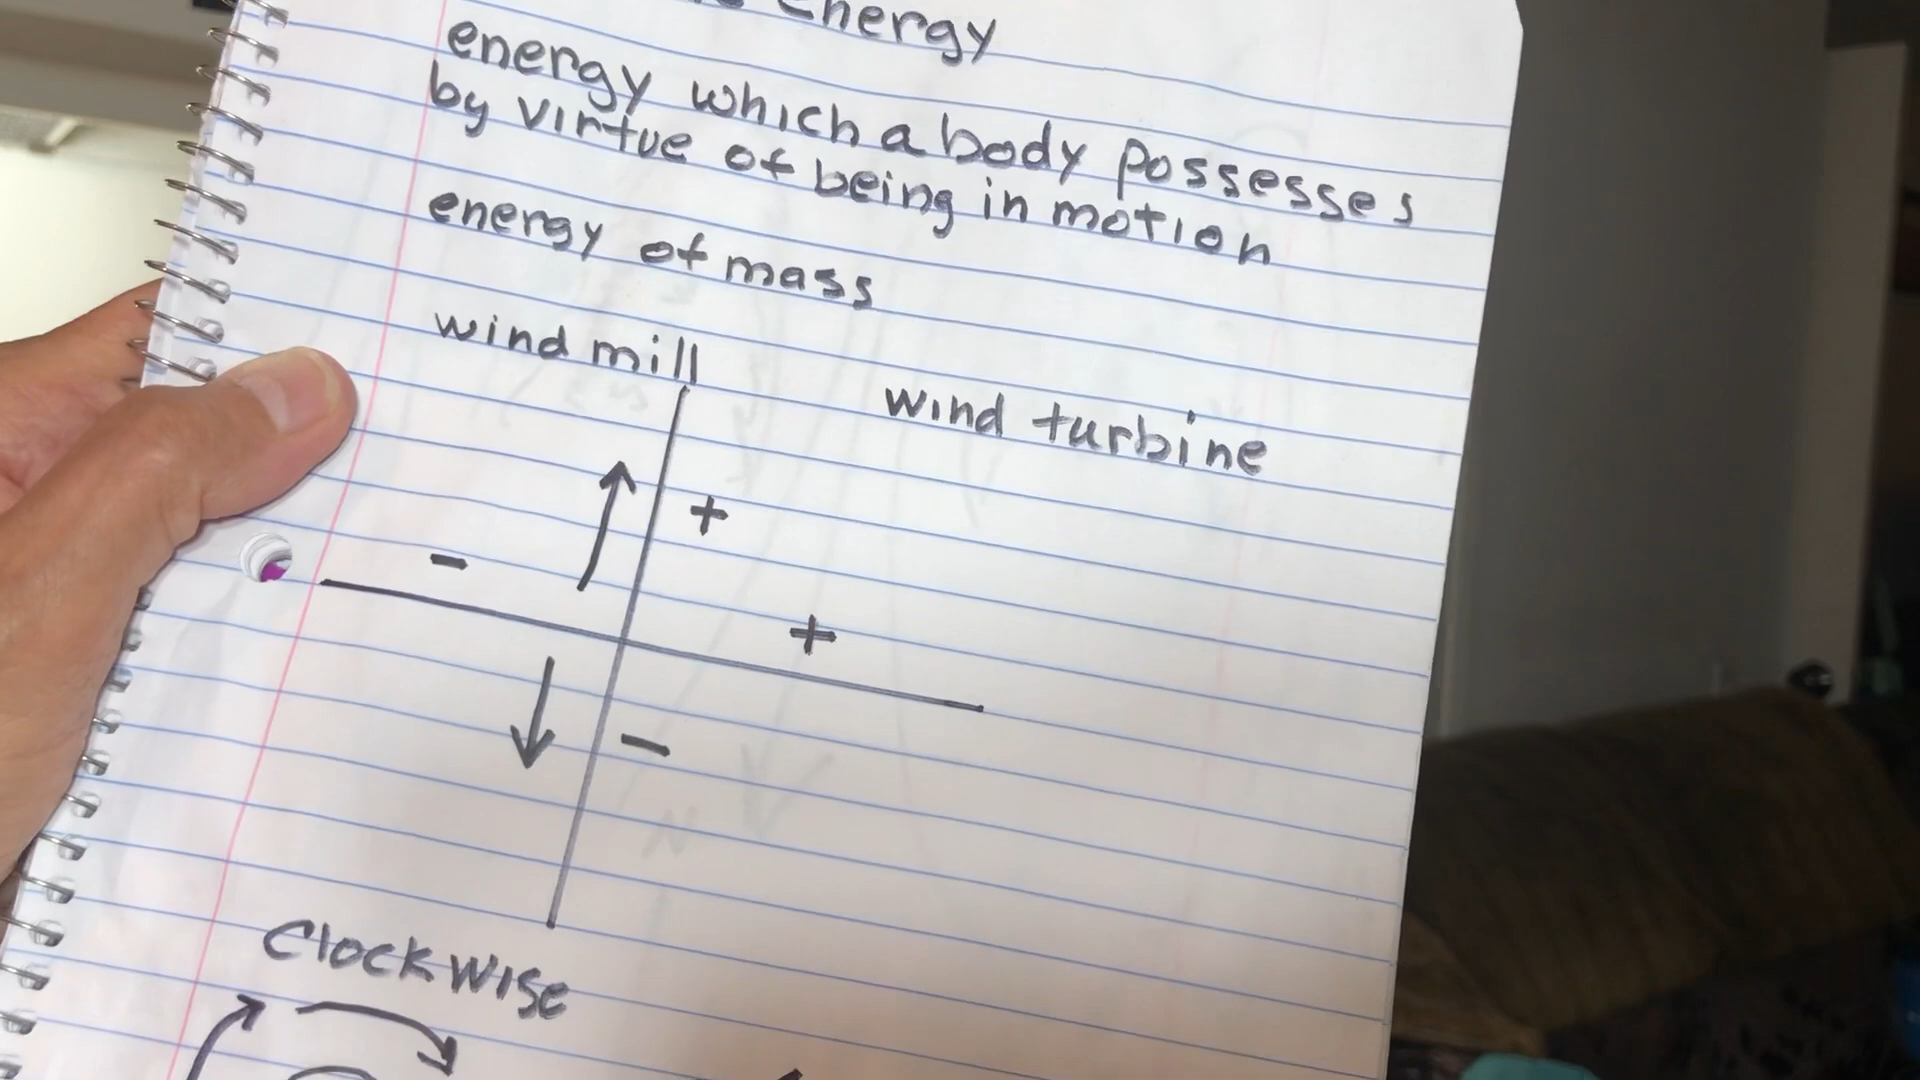 energy
energy which a body possesses
by virtue of being in motion
energy of mass
wind mill
wind turbine
+
-
+
-
Clockwise